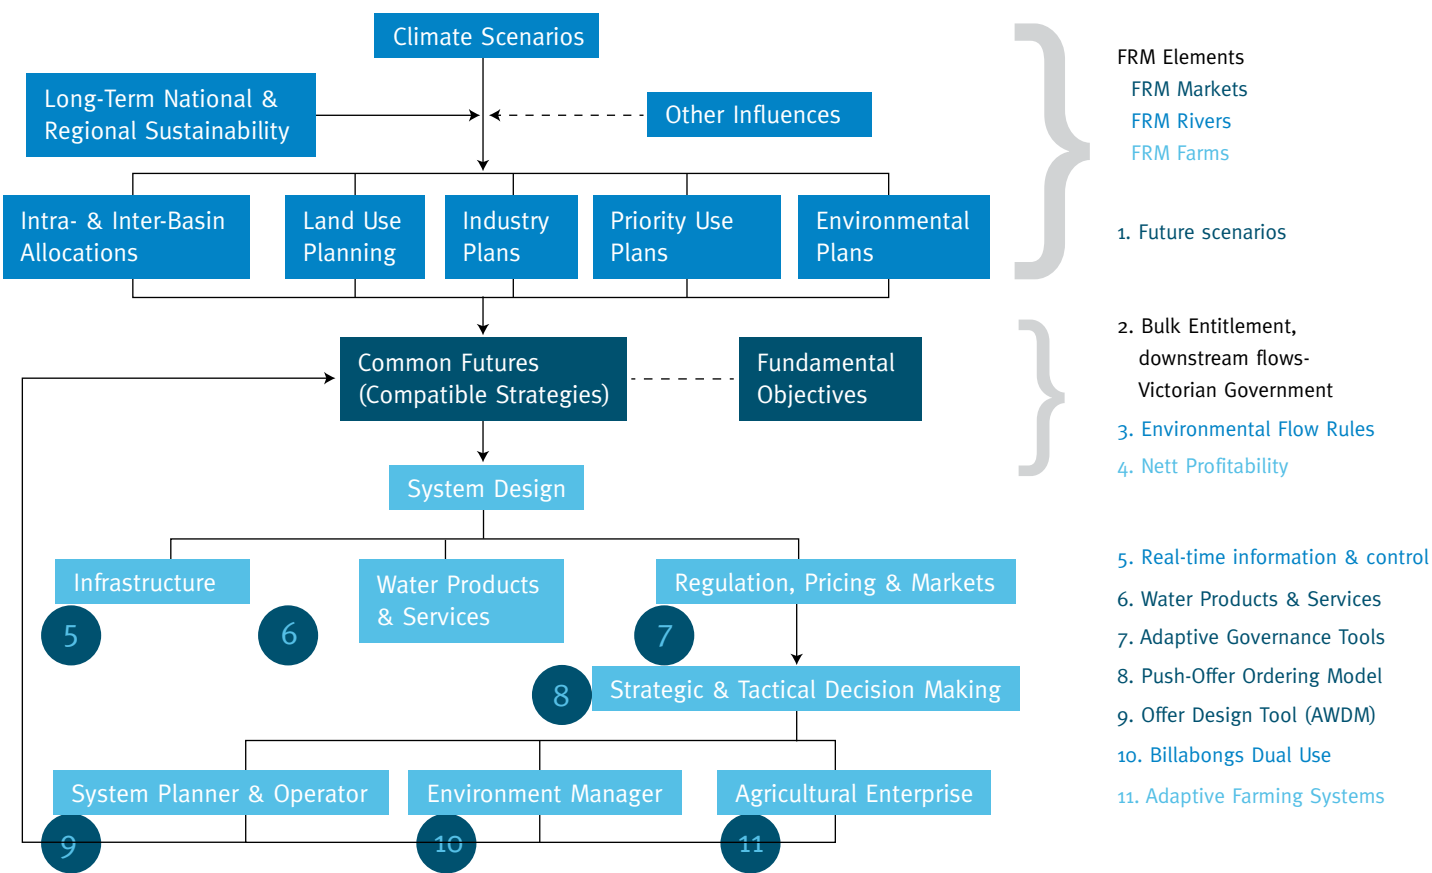 Climate Scenarios
Long-Term National &
Regional Sustainability
Other Influences
Intra- & Inter-Basin
Allocations
Land Use
Planning
Industry
Plans
Priority Use
Plans
Environmental
Plans
Common Futures
(Compatible Strategies)
Fundamental
Objectives
System Design
Infrastructure
Water Products
& Services
Regulation, Pricing & Markets
5
6
7
8
Strategic & Tactical Decision Making
System Planner & Operator
Environment Manager
Agricultural Enterprise
9
10
11
FRM Elements
FRM Markets
FRM Rivers
FRM Farms
1. Future scenarios
2. Bulk Entitlement,
downstream flows-
Victorian Government
3. Environmental Flow Rules
4. Nett Profitability
5. Real-time information & control
6. Water Products & Services
7. Adaptive Governance Tools
8. Push-Offer Ordering Model
9. Offer Design Tool (AWDM)
10. Billabongs Dual Use
11. Adaptive Farming Systems